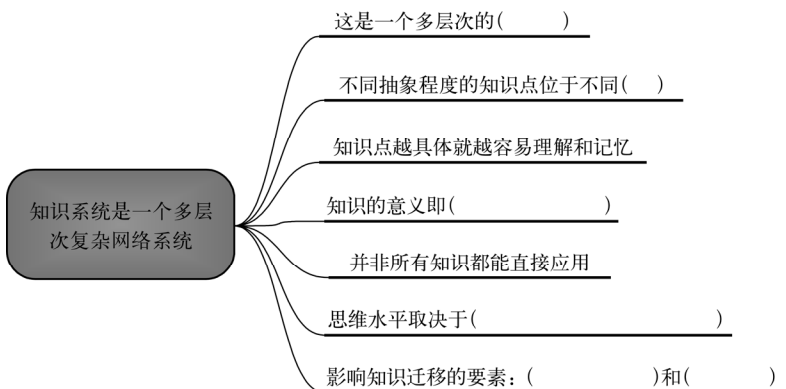 知识系统是一个多层
次复杂网络系统
这是一个多层次的(      )
不同抽象程度的知识点位于不同(   )
知识点越具体就越容易理解和记忆
知识的意义即(               )
并非所有知识都能直接应用
思维水平取决于(                        )
影响知识迁移的要素：(            )和(        )